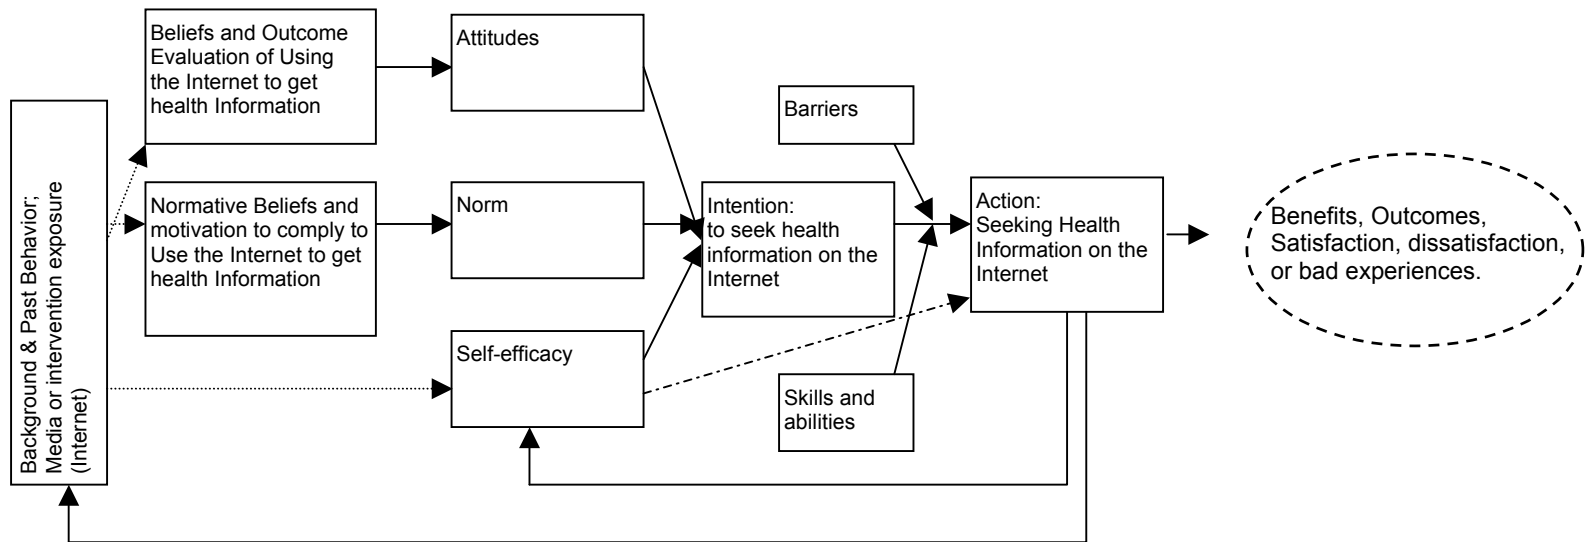 Background & Past Behavior;
Media or intervention exposure
(Internet)
Beliefs and Outcome
Evaluation of Using
the Internet to get
health Information
Attitudes
Normative Beliefs and
motivation to comply to
Use the Internet to get
health Information
Norm
Self-efficacy
Intention:
to seek health
information on the
Internet
Barriers
Skills and
abilities
Action:
Seeking Health
Information on the
Internet
Benefits, Outcomes,
Satisfaction, dissatisfaction,
or bad experiences.